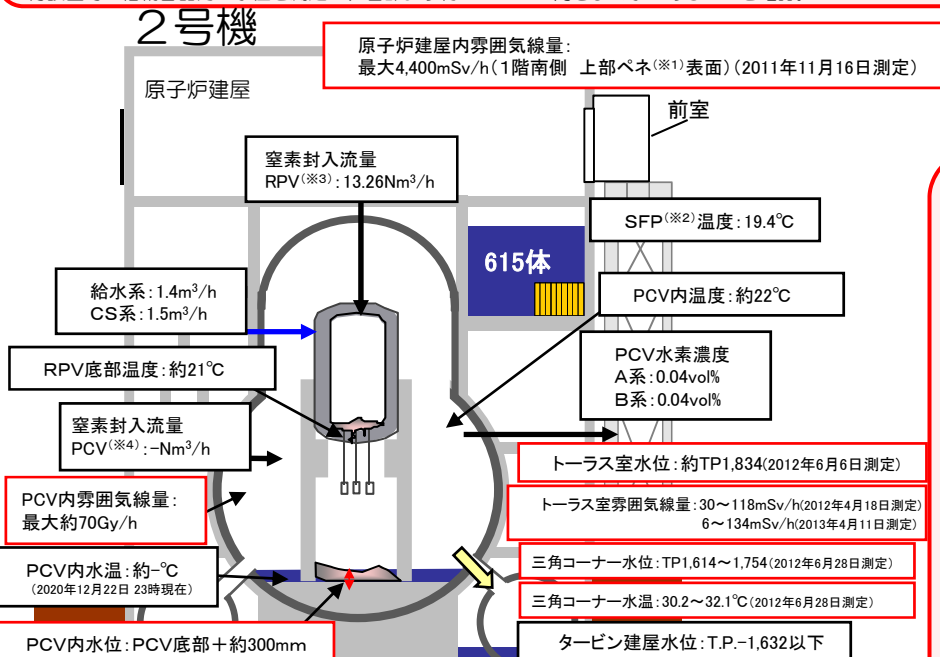 ２号機
原子炉建屋内雰囲気線量：
最大4,400mSv/h（1階南側　上部ペネ(※1)表面）（2011年11月16日測定）
原子炉建屋
前室
窒素封入流量
RPV(※3)：13.26Nm³/h
SFP(※2)温度：19.4℃
615体
給水系：1.4m³/h
CS系：1.5m³/h
PCV内温度：約22℃
RPV底部温度：約21℃
PCV水素濃度
A系：0.04vol%
B系：0.04vol%
窒素封入流量
PCV(※4)：-Nm³/h
トーラス室水位：約TP1,834（2012年6月6日測定）
PCV内雰囲気線量：
最大約70Gy/h
トーラス室雰囲気線量：30～118mSv/h（2012年4月18日測定）
6～134mSv/h（2013年4月11日測定）
三角コーナー水位：TP1,614～1,754（2012年6月28日測定）
PCV内水温：約-℃
（2020年12月22日 23時現在）
三角コーナー水温：30.2～32.1℃（2012年6月28日測定）
PCV内水位：PCV底部＋約300mm
タービン建屋水位：T.P.-1,632以下